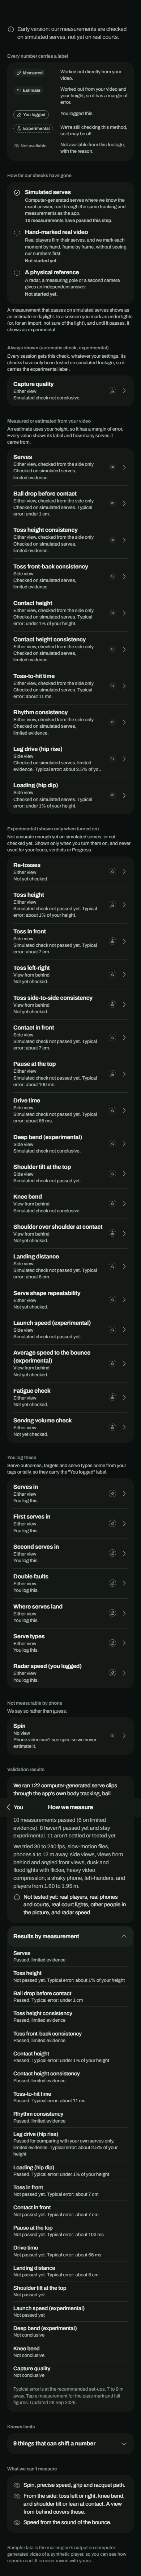 Early version: our measurements are checked
on simulated serves, not yet on real courts.
Every number carries a label
Measured
Worked out directly from your
video.
Estimate
Worked out from your video and
your height, so it has a margin of
error.
You logged
You logged this.
Experimental
We're still checking this method,
so it may be off.
Not available
Not available from this footage,
with the reason.
How far our checks have gone
Simulated serves
Computer-generated serves where we know the
exact answer, run through the same tracking and
measurements as the app.
10 measurements have passed this step.
Hand-marked real video
Real players film their serves, and we mark each
moment by hand, frame by frame, without seeing
our numbers first.
Not started yet.
A physical reference
A radar, a measuring pole or a second camera
gives an independent answer.
Not started yet.
A measurement that passes on simulated serves shows as
an estimate in daylight. In a session you mark as under lights
(or, for an import, not sure of the light), and until it passes, it
shows as experimental.
Always shown (automatic check, experimental)
Every session gets this check, whatever your settings. Its
checks have only been tested on simulated footage, so it
carries the experimental label.
Capture quality
Either view
Simulated check not conclusive.
Measured or estimated from your video
An estimate uses your height, so it has a margin of error.
Every value shows its label and how many serves it
came from.
Serves
Either view, checked from the side only
Checked on simulated serves,
limited evidence.
Ball drop before contact
Either view, checked from the side only
Checked on simulated serves. Typical
error: under 1 cm.
Toss height consistency
Either view, checked from the side only
Checked on simulated serves,
limited evidence.
Toss front-back consistency
Side view
Checked on simulated serves,
limited evidence.
Contact height
Either view, checked from the side only
Checked on simulated serves. Typical
error: under 1% of your height.
Contact height consistency
Either view, checked from the side only
Checked on simulated serves,
limited evidence.
Toss-to-hit time
Either view, checked from the side only
Checked on simulated serves. Typical
error: about 11 ms.
Rhythm consistency
Either view, checked from the side only
Checked on simulated serves,
limited evidence.
Leg drive (hip rise)
Side view
Checked on simulated serves, limited
evidence. Typical error: about 2.5% of yo...
Loading (hip dip)
Side view
Checked on simulated serves. Typical
error: under 1% of your height.
Experimental (shown only when turned on)
Not accurate enough yet on simulated serves, or not
checked yet. Shown only when you turn them on, and never
used for your focus, verdicts or Progress.
Re-tosses
Either view
Not yet checked.
Toss height
Either view
Simulated check not passed yet. Typical
error: about 1% of your height.
Toss in front
Side view
Simulated check not passed yet. Typical
error: about 7 cm.
Toss left-right
View from behind
Not yet checked.
Toss side-to-side consistency
View from behind
Not yet checked.
Contact in front
Side view
Simulated check not passed yet. Typical
error: about 7 cm.
Pause at the top
Either view
Simulated check not passed yet. Typical
error: about 100 ms.
Drive time
Side view
Simulated check not passed yet. Typical
error: about 65 ms.
Deep bend (experimental)
Side view
Simulated check not conclusive.
Shoulder tilt at the top
Side view
Simulated check not passed yet.
Knee bend
View from behind
Simulated check not conclusive.
Shoulder over shoulder at contact
View from behind
Not yet checked.
Landing distance
Side view
Simulated check not passed yet. Typical
error: about 6 cm.
Serve shape repeatability
Either view
Not yet checked.
Launch speed (experimental)
Side view
Simulated check not passed yet.
Average speed to the bounce
(experimental)
View from behind
Not yet checked.
Fatigue check
Either view
Not yet checked.
Serving volume check
Either view
Not yet checked.
You log these
Serve outcomes, targets and serve types come from your
tags or tally, so they carry the "You logged" label.
Serves in
Either view
You log this.
First serves in
Either view
You log this.
Second serves in
Either view
You log this.
Double faults
Either view
You log this.
Where serves land
Either view
You log this.
Serve types
Either view
You log this.
Radar speed (you logged)
Either view
You log this.
Not measurable by phone
We say so rather than guess.
Spin
No view
Phone video can't see spin, so we never
estimate it.
Validation results
We ran 122 computer-generated serve clips
through the app's own body tracking, ball
You
How we measure
10 measurements passed (6 on limited
evidence). 8 haven't passed yet and stay
experimental. 11 aren't settled or tested yet.
We tried 30 to 240 fps, slow-motion files,
phones 4 to 12 m away, side views, views from
behind and angled front views, dusk and
floodlights with flicker, heavy video
compression, a shaky phone, left-handers, and
players from 1.60 to 1.95 m.
Not tested yet: real players, real phones
and courts, real court lights, other people in
the picture, and radar speed.
Results by measurement
Serves
Passed, limited evidence
Toss height
Not passed yet. Typical error: about 1% of your height
Ball drop before contact
Passed. Typical error: under 1 cm
Toss height consistency
Passed, limited evidence
Toss front-back consistency
Passed, limited evidence
Contact height
Passed. Typical error: under 1% of your height
Contact height consistency
Passed, limited evidence
Toss-to-hit time
Passed. Typical error: about 11 ms
Rhythm consistency
Passed, limited evidence
Leg drive (hip rise)
Passed for comparing with your own serves only,
limited evidence. Typical error: about 2.5% of your
height
Loading (hip dip)
Passed. Typical error: under 1% of your height
Toss in front
Not passed yet. Typical error: about 7 cm
Contact in front
Not passed yet. Typical error: about 7 cm
Pause at the top
Not passed yet. Typical error: about 100 ms
Drive time
Not passed yet. Typical error: about 65 ms
Landing distance
Not passed yet. Typical error: about 6 cm
Shoulder tilt at the top
Not passed yet
Launch speed (experimental)
Not passed yet
Deep bend (experimental)
Not conclusive
Knee bend
Not conclusive
Capture quality
Not conclusive
Typical error is at the recommended set-ups, 7 to 9 m
away. Tap a measurement for the pass mark and full
figures. Updated 26 Sep 2026.
Known limits
9 things that can shift a number
What we can't measure
Spin, precise speed, grip and racquet path.
From the side: toss left or right, knee bend,
and shoulder tilt or lean at contact. A view
from behind covers these.
Speed from the sound of the bounce.
Sample data is the real engine's output on computer-
generated video of a synthetic player, so you can see how
reports read. It is never mixed with yours.